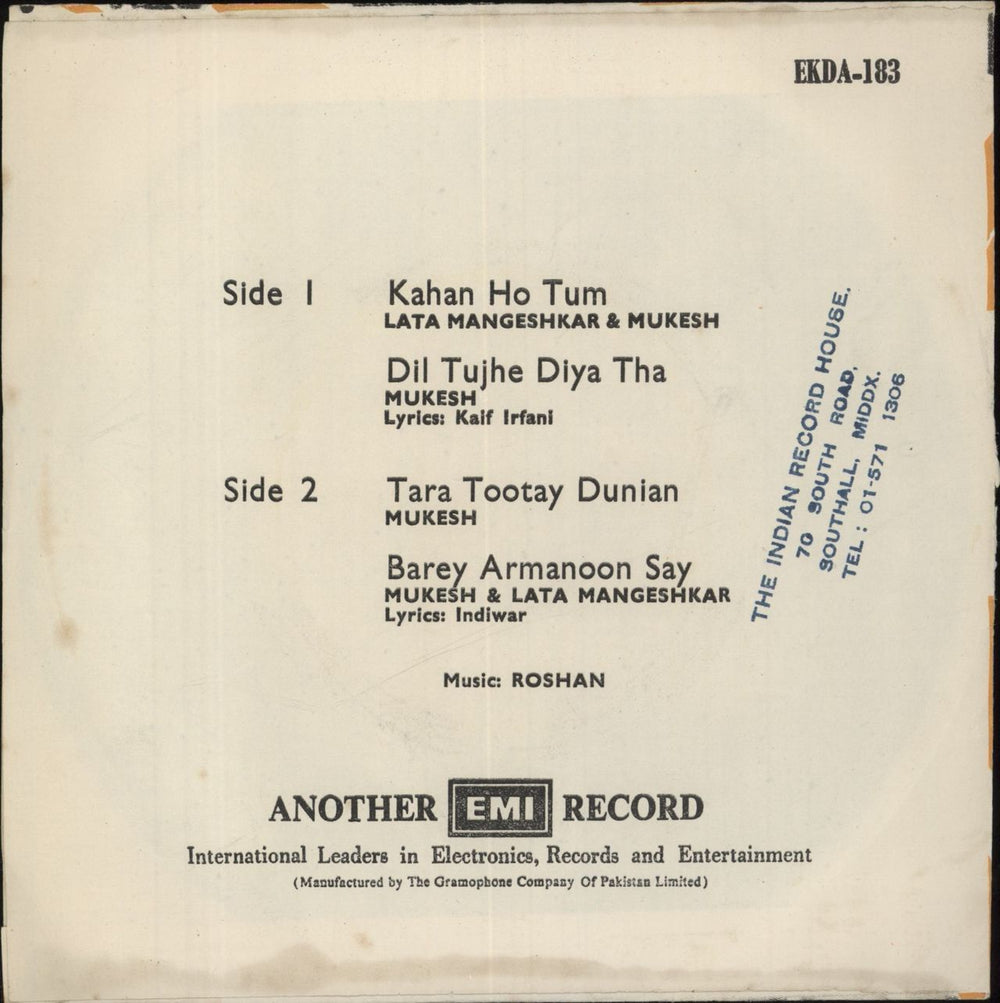 EKDA-183
Side 1 Kahan Ho Tum
LATA MANGESHKAR & MUKESH
Dil Tujhe Diya Tha
MUKESH
Lyrics: Kaif Irfani
Side 2 Tara Tootay Dunian
MUKESH
Barey Armanoon Say
MUKESH & LATA MANGESHKAR
Lyrics: Indiwar
Music: ROSHAN
THE INDIAN RECORD HOUSE.
70 SOUTH ROAD,
SOUTHALL, MIDDX.
TEL : 01-571 1306
ANOTHER EMI RECORD
International Leaders in Electronics, Records and Entertainment
(Manufactured by The Gramophone Company Of Pakistan Limited)